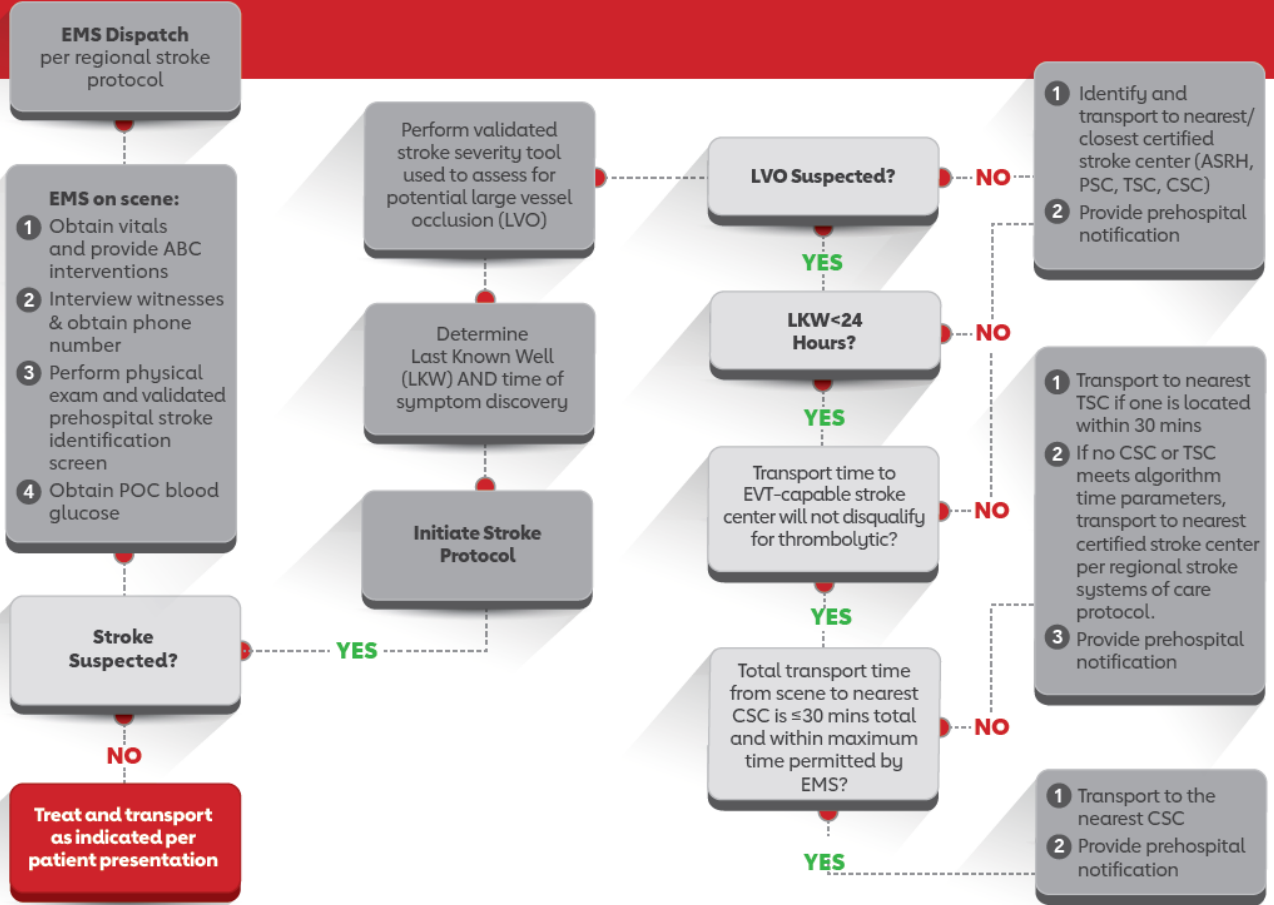 EMS Dispatch
per regional stroke
protocol
EMS on scene:
1 Obtain vitals
and provide ABC
interventions
2 Interview witnesses
& obtain phone
number
3 Perform physical
exam and validated
prehospital stroke
identification
screen
4 Obtain POC blood
glucose
Stroke
Suspected?
NO
Treat and transport
as indicated per
patient presentation
YES
Initiate Stroke
Protocol
Determine
Last Known Well
(LKW) AND time of
symptom discovery
Perform validated
stroke severity tool
used to assess for
potential large vessel
occlusion (LVO)
LVO Suspected?
NO
YES
LKW<24
Hours?
NO
YES
Transport time to
EVT-capable stroke
center will not disqualify
for thrombolytic?
NO
YES
Total transport time
from scene to nearest
CSC is ≤30 mins total
and within maximum
time permitted by
EMS?
NO
YES
1 Identify and
transport to nearest/
closest certified
stroke center (ASRH,
PSC, TSC, CSC)
2 Provide prehospital
notification
1 Transport to nearest
TSC if one is located
within 30 mins
2 If no CSC or TSC
meets algorithm
time parameters,
transport to nearest
certified stroke center
per regional stroke
systems of care
protocol.
3 Provide prehospital
notification
1 Transport to the
nearest CSC
2 Provide prehospital
notification